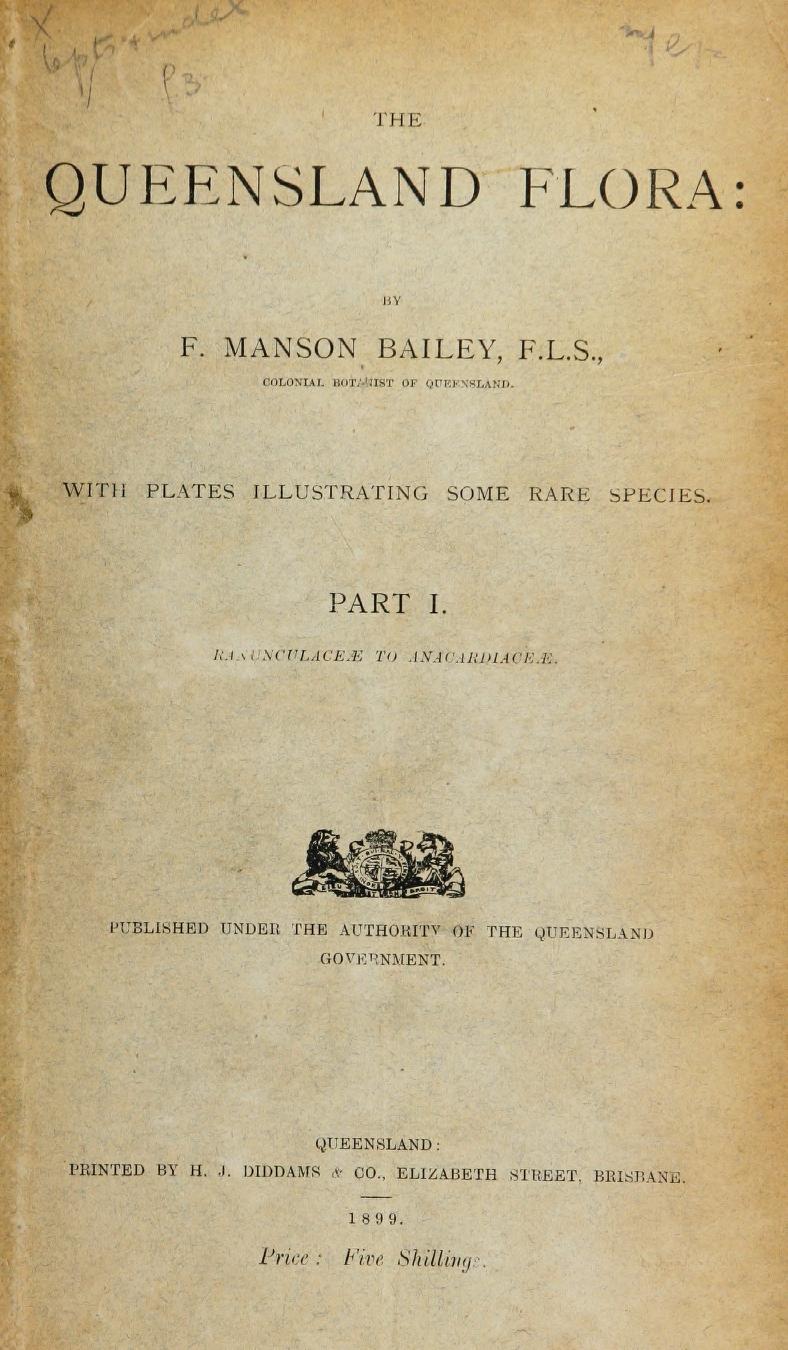 THE
QUEENSLAND FLORA:
BY
F. MANSON BAILEY, F.L.S.,
COLONIAL BOTANIST OF QUEENSLAND.
WITH PLATES ILLUSTRATING SOME RARE SPECIES.
PART I.
RANUNCULACEÆ TO ANACARDIACEÆ.
PUBLISHED UNDER THE AUTHORITY OF THE QUEENSLAND
GOVERNMENT.
QUEENSLAND:
PRINTED BY H. J. DIDDAMS & CO., ELIZABETH STREET, BRISBANE.
1899.
Price: Five Shillings.